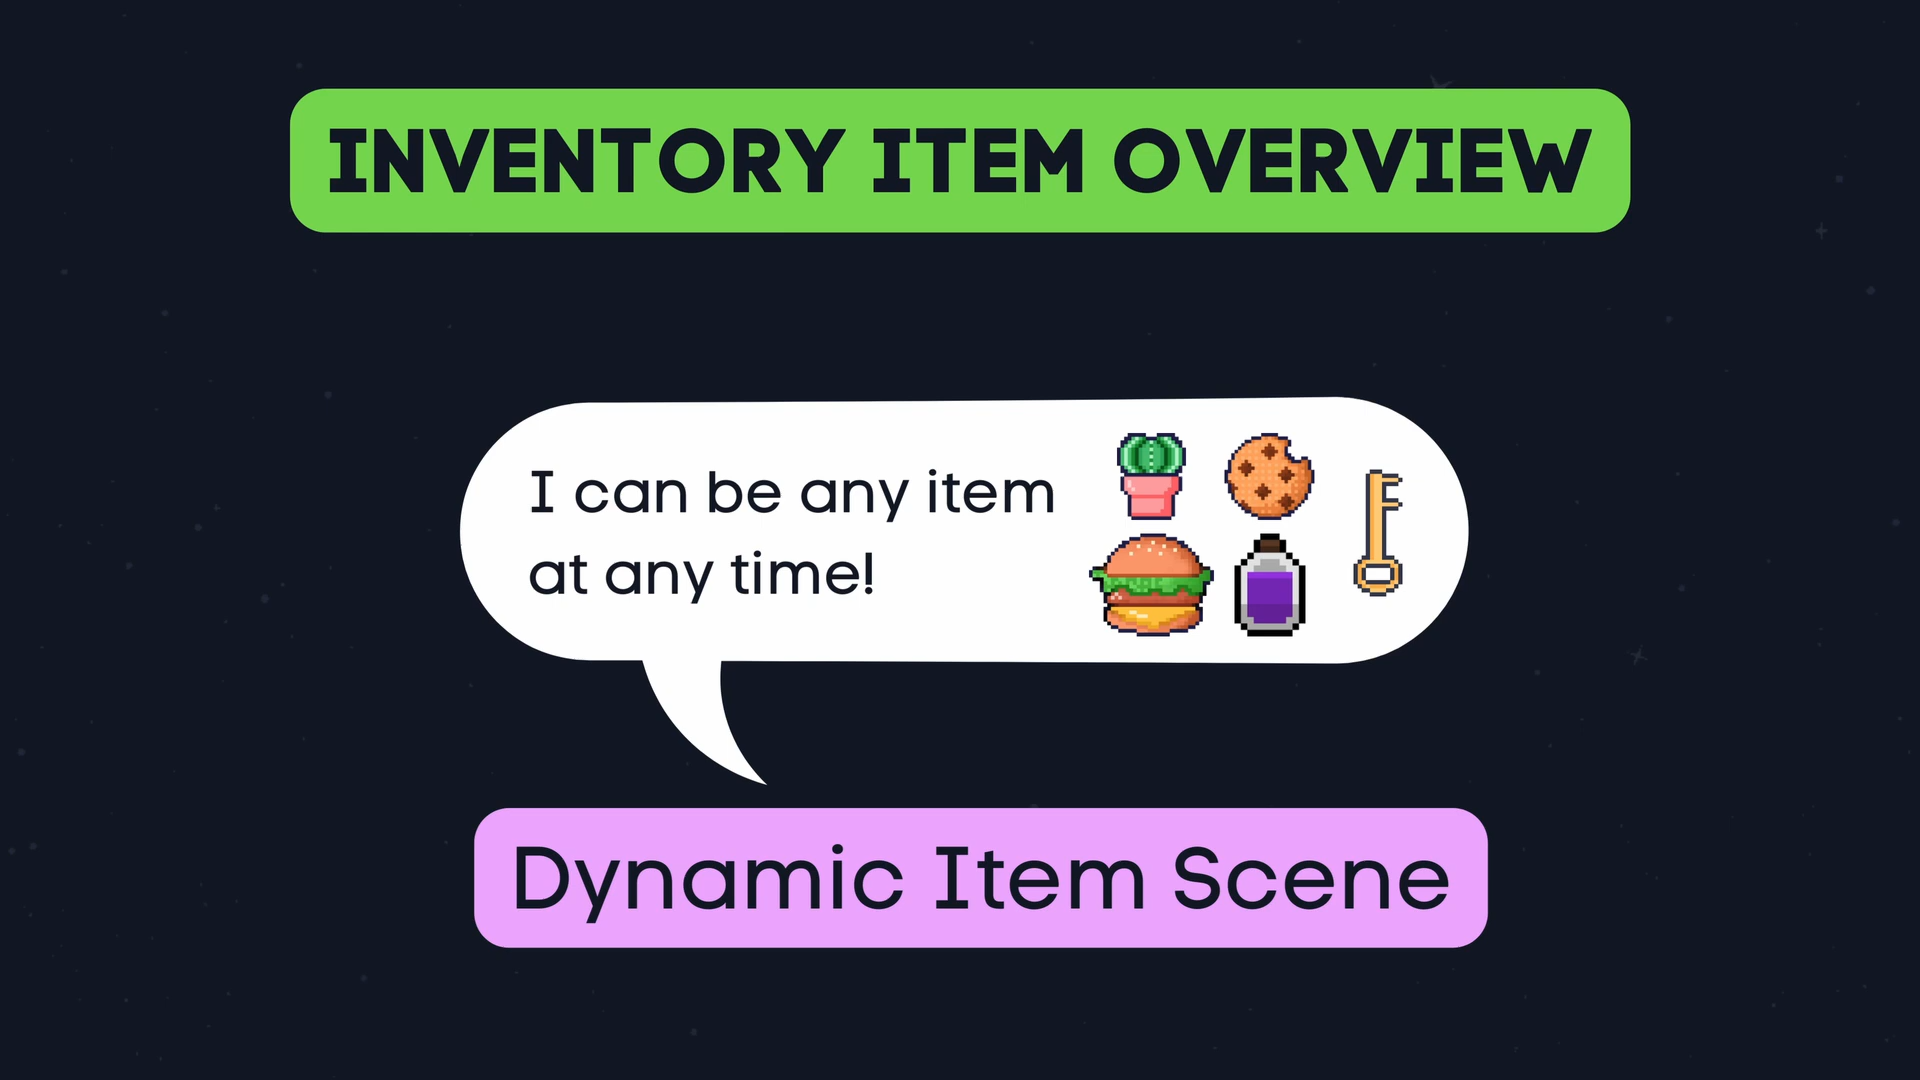 INVENTORY ITEM OVERVIEW
I can be any item
at any time!
Dynamic Item Scene